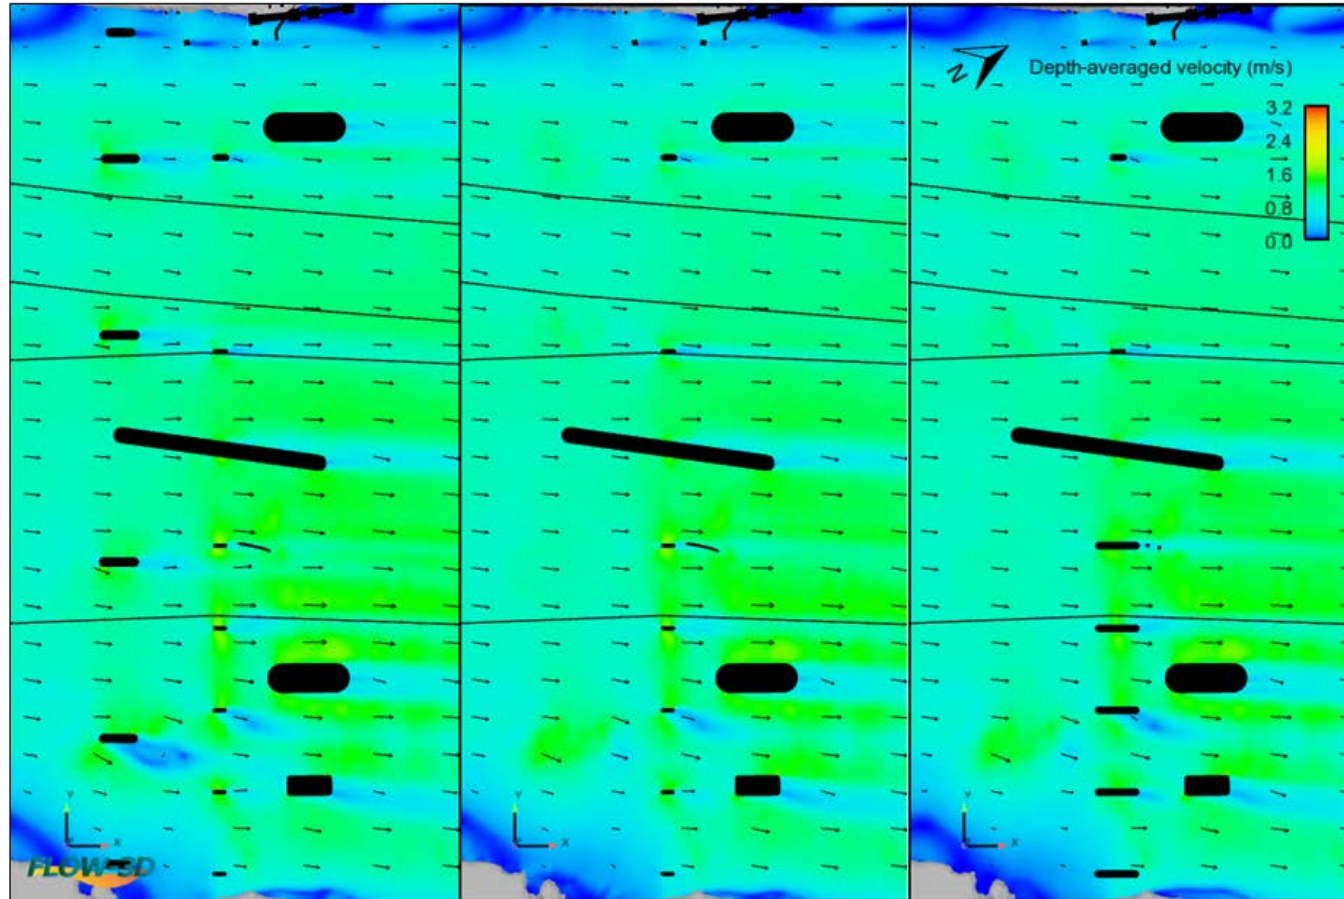 N
Depth-averaged velocity (m/s)
3.2
2.4
1.6
0.8
0.0
Y
X
Y
X
Y
X
FLOW-3D